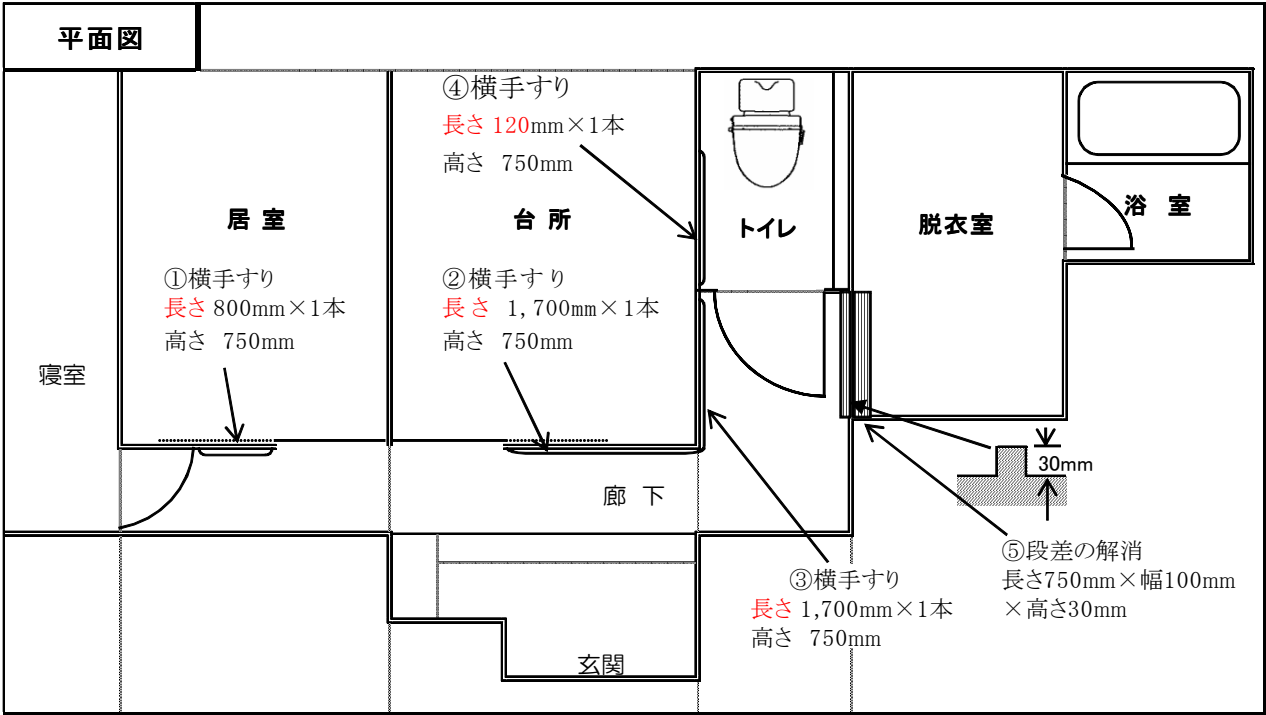 平面図
④横手すり
長さ 120mm×1本
高さ 750mm
居 室
台 所
トイレ
脱衣室
浴 室
①横手すり
長さ 800mm×1本
高さ 750mm
②横手すり
長さ 1,700mm×1本
高さ 750mm
寝室
廊 下
30mm
③横手すり
長さ 1,700mm×1本
高さ 750mm
⑤段差の解消
長さ750mm×幅100mm
×高さ30mm
玄関